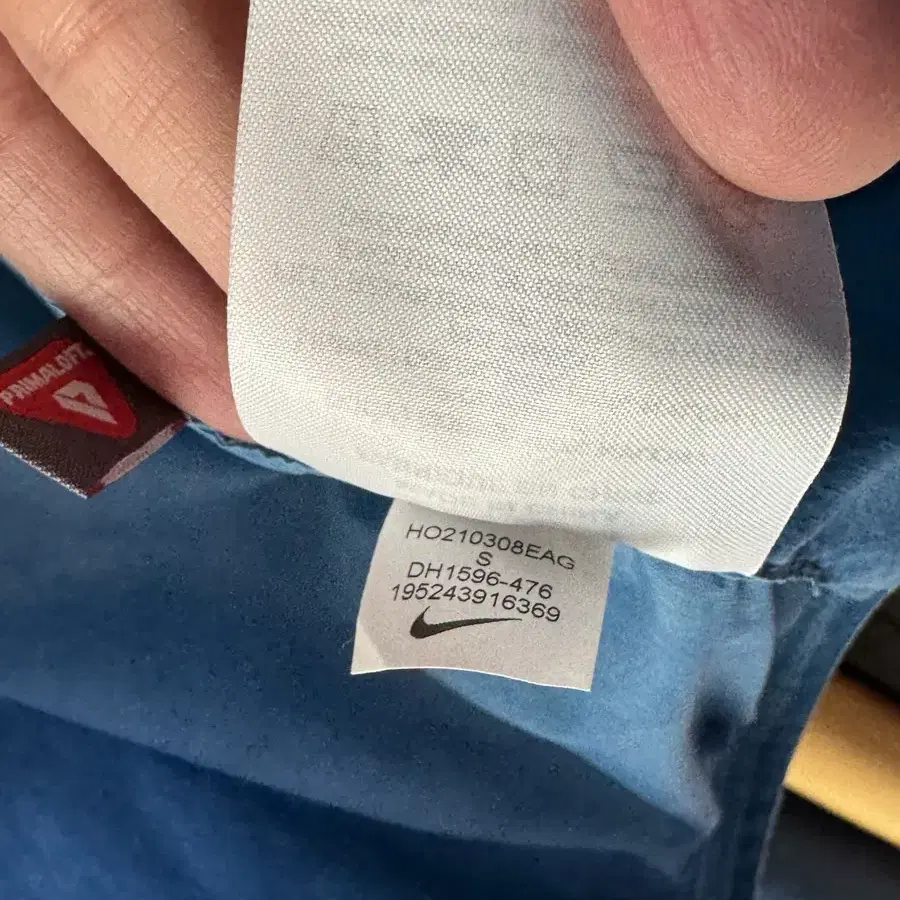 PRIMALOFT
HO210308EAG
S
DH1596-476
195243916369